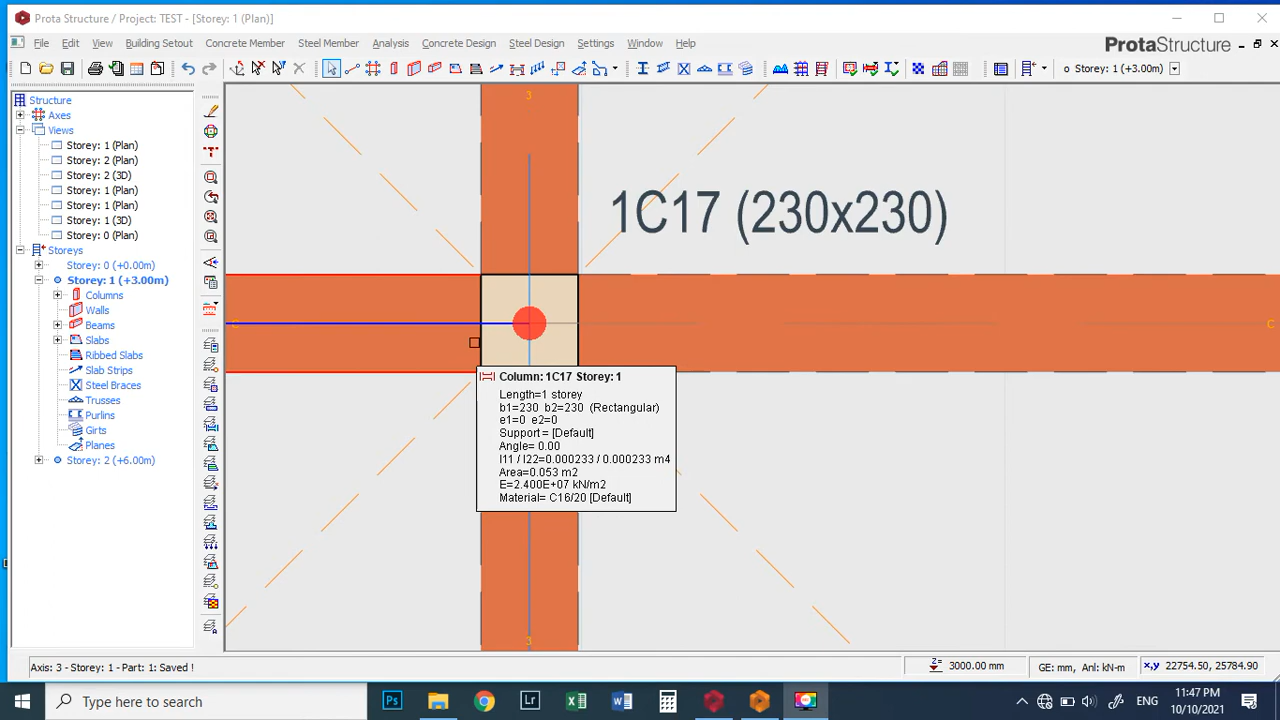 Prota Structure / Project: TEST - [Storey: 1 (Plan)]
File Edit View Building Setout Concrete Member Steel Member Analysis Concrete Design Steel Design Settings Window Help
ProtaStructure
Storey: 1 (+3.00m)
Structure
Axes
Views
Storey: 1 (Plan)
Storey: 2 (Plan)
Storey: 2 (3D)
Storey: 1 (Plan)
Storey: 1 (Plan)
Storey: 1 (3D)
Storey: 0 (Plan)
Storeys
Storey: 0 (+0.00m)
Storey: 1 (+3.00m)
Columns
Walls
Beams
Slabs
Ribbed Slabs
Slab Strips
Steel Braces
Trusses
Purlins
Girts
Planes
Storey: 2 (+6.00m)
3
1C17 (230x230)
C
C
Column: 1C17 Storey: 1
Length=1 storey
b1=230 b2=230 (Rectangular)
e1=0 e2=0
Support = [Default]
Angle= 0.00
I11 / I22=0.000233 / 0.000233 m4
Area=0.053 m2
E=2.400E+07 kN/m2
Material= C16/20 [Default]
3
Axis: 3 - Storey: 1 - Part: 1: Saved !
Z= 3000.00 mm
GE: mm, Anl: kN-m
x,y 22754.50, 25784.90
Type here to search
Ps
Lr
ENG
11:47 PM
10/10/2021